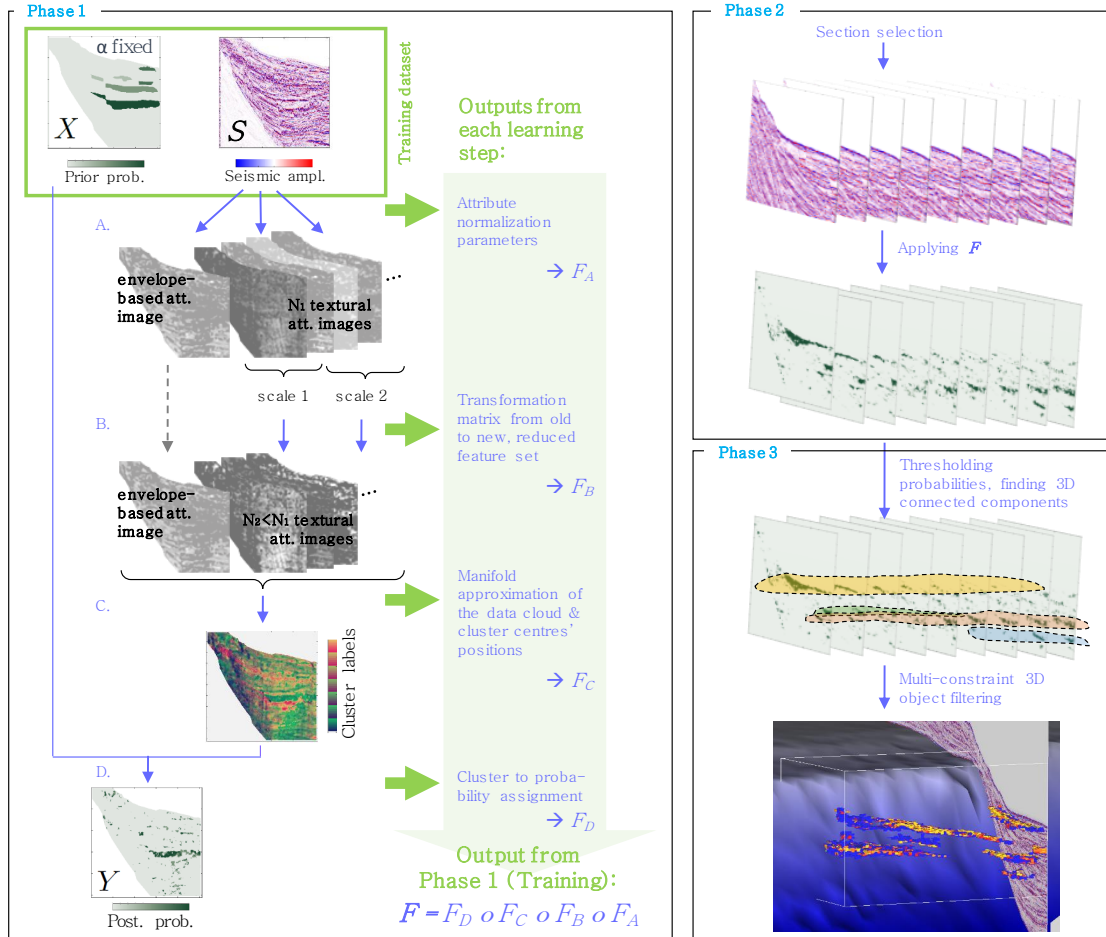 Phase 1
α fixed
X
S
Prior prob.
Seismic ampl.
Training dataset
Outputs from
each learning
step:
A.
envelope-
based att.
image
N₁ textural
att. images
...
Attribute
normalization
parameters
→ F_A
scale 1
scale 2
B.
envelope-
based att.
image
N₂<N₁ textural
att. images
...
Transformation
matrix from old
to new, reduced
feature set
→ F_B
C.
Cluster labels
Manifold
approximation
of the data cloud &
cluster centres'
positions
→ F_C
D.
Y
Post. prob.
Cluster to proba-
bility assignment
→ F_D
Output from
Phase 1 (Training):
F = F_D o F_C o F_B o F_A
Phase 2
Section selection
Applying F
Phase 3
Thresholding
probabilities, finding 3D
connected components
Multi-constraint 3D
object filtering